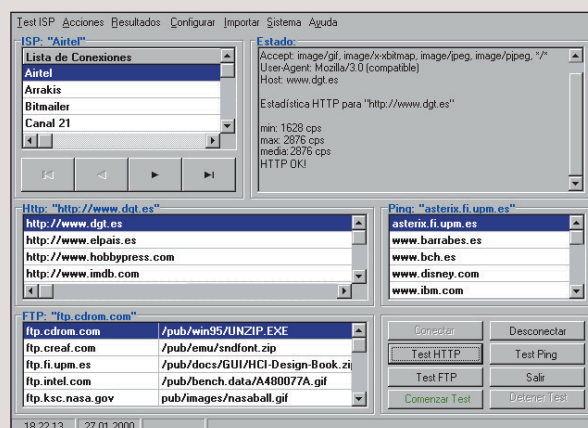 Test ISP Acciones Resultados Configurar Importar Sistema Ayuda
ISP: "Airtel"
Lista de Conexiones
Airtel
Arrakis
Bitmailer
Canal 21
Estado:
Accept: image/gif, image/x-xbitmap, image/jpeg, image/pjpeg, */*
User-Agent: Mozilla/3.0 (compatible)
Host: www.dgt.es
Estadística HTTP para "http://www.dgt.es"
min: 1628 cps
max: 2876 cps
media: 2876 cps
HTTP OK!
Http: "http://www.dgt.es"
http://www.dgt.es
http://www.elpais.es
http://www.hobbypress.com
http://www.imdb.com
Ping: "asterix.fi.upm.es"
asterix.fi.upm.es
www.barrabes.es
www.bch.es
www.disney.com
www.ibm.com
FTP: "ftp.cdrom.com"
ftp.cdrom.com /pub/win95/UNZIP.EXE
ftp.creaf.com /pub/emu/sndfont.zip
ftp.fi.upm.es /pub/docs/GUI/HCI-Design-Book.zi
ftp.intel.com /pub/bench.data/A480077A.gif
ftp.ksc.nasa.gov pub/images/nasaball.gif
Conectar Desconectar
Test HTTP Test Ping
Test FTP Salir
Comenzar Test Detener Test
18.22.13 27.01.2000